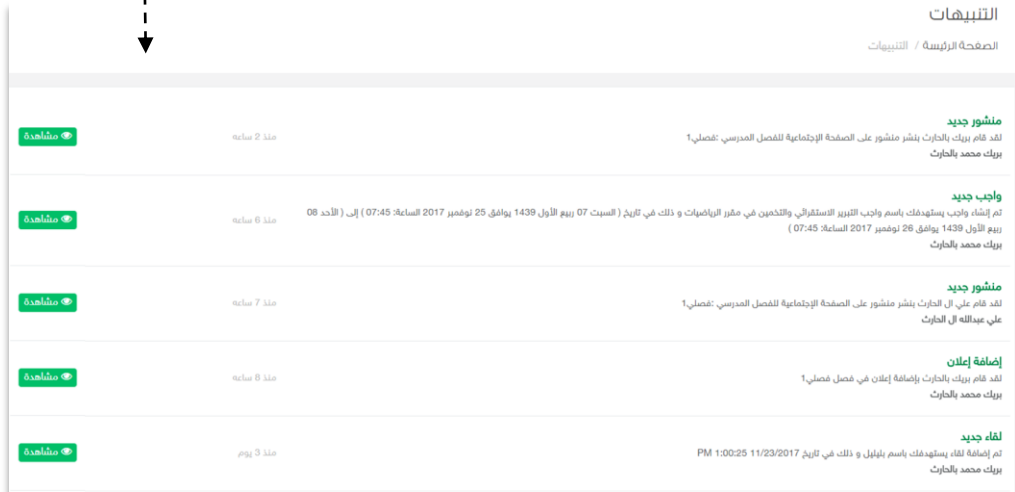 التنبيهات
الصفحة الرئيسة / التنبيهات
منشور جديد
لقد قام بريك بالحارث بنشر منشور على الصفحة الإجتماعية للفصل المدرسي :فصلي1
بريك محمد بالحارث
منذ 2 ساعه
مشاهدة
واجب جديد
تم إنشاء واجب يستهدفك باسم واجب التبرير الاستقرائي والتخمين في مقرر الرياضيات و ذلك في تاريخ ( السبت 07 ربيع الأول 1439 يوافق 25 نوفمبر 2017 الساعة: 07:45 ) إلى ( الأحد 08
ربيع الأول 1439 يوافق 26 نوفمبر 2017 الساعة: 07:45 )
بريك محمد بالحارث
منذ 6 ساعه
مشاهدة
منشور جديد
لقد قام علي ال الحارث بنشر منشور على الصفحة الإجتماعية للفصل المدرسي :فصلي1
علي عبدالله ال الحارث
منذ 7 ساعه
مشاهدة
إضافة إعلان
لقد قام بريك بالحارث بإضافة إعلان في فصل فصلي1
بريك محمد بالحارث
منذ 8 ساعه
مشاهدة
لقاء جديد
تم إضافة لقاء يستهدفك باسم بليليل و ذلك في تاريخ 11/23/2017 1:00:25 PM
بريك محمد بالحارث
منذ 3 يوم
مشاهدة